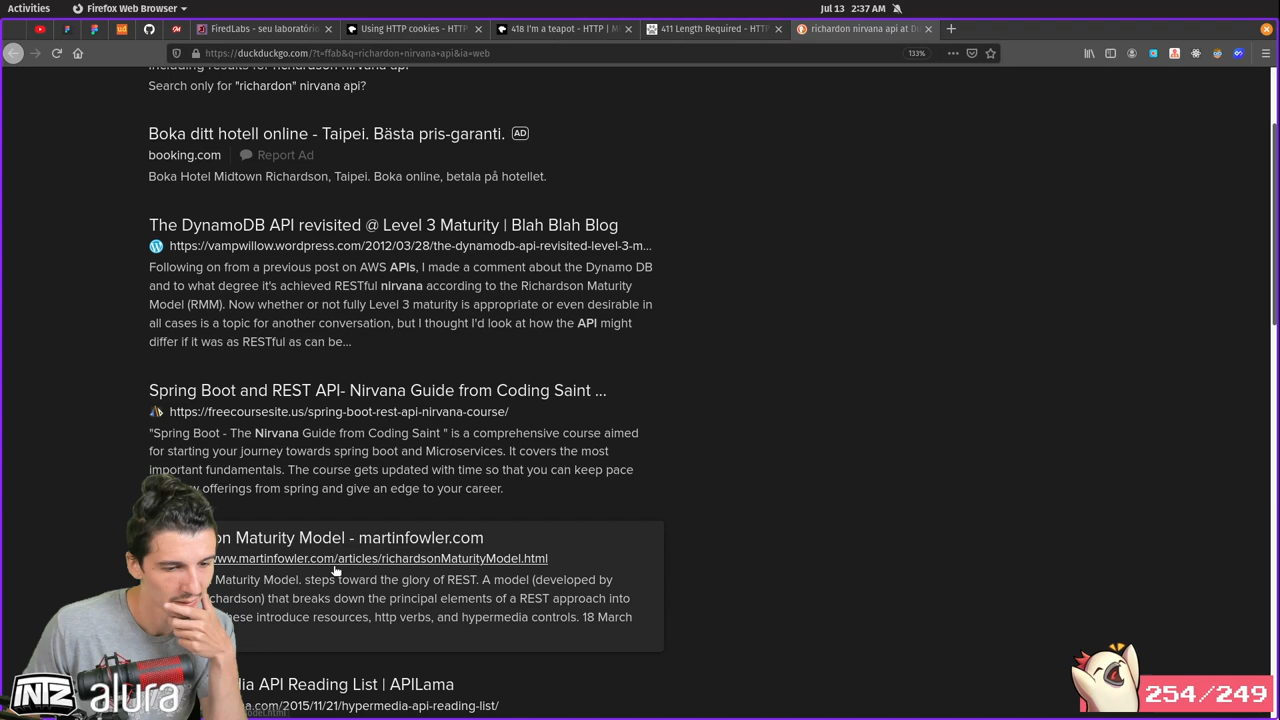 Activities
Firefox Web Browser
Jul 13 2:37 AM
FiredLabs - seu laboratório
Using HTTP cookies - HTTP
418 I'm a teapot - HTTP | M
411 Length Required - HTT
richardon nirvana api at D
https://duckduckgo.com/?t=ffab&q=richardon+nirvana+api&ia=web
133%
Including results for richardson nirvana api
Search only for "richardon" nirvana api?
Boka ditt hotell online - Taipei. Bästa pris-garanti. AD
booking.com
Report Ad
Boka Hotel Midtown Richardson, Taipei. Boka online, betala på hotellet.
The DynamoDB API revisited @ Level 3 Maturity | Blah Blah Blog
https://vampwillow.wordpress.com/2012/03/28/the-dynamodb-api-revisited-level-3-m...
Following on from a previous post on AWS APIs, I made a comment about the Dynamo DB
and to what degree it's achieved RESTful nirvana according to the Richardson Maturity
Model (RMM). Now whether or not fully Level 3 maturity is appropriate or even desirable in
all cases is a topic for another conversation, but I thought I'd look at how the API might
differ if it was as RESTful as can be...
Spring Boot and REST API- Nirvana Guide from Coding Saint ...
https://freecoursesite.us/spring-boot-rest-api-nirvana-course/
"Spring Boot - The Nirvana Guide from Coding Saint " is a comprehensive course aimed
for starting your journey towards spring boot and Microservices. It covers the most
important fundamentals. The course gets updated with time so that you can keep pace
offerings from spring and give an edge to your career.
on Maturity Model - martinfowler.com
www.martinfowler.com/articles/richardsonMaturityModel.html
Maturity Model. steps toward the glory of REST. A model (developed by
chardson) that breaks down the principal elements of a REST approach into
hese introduce resources, http verbs, and hypermedia controls. 18 March
ia API Reading List | APILama
a.com/2015/11/21/hypermedia-api-reading-list/
INTZ alura
254/249